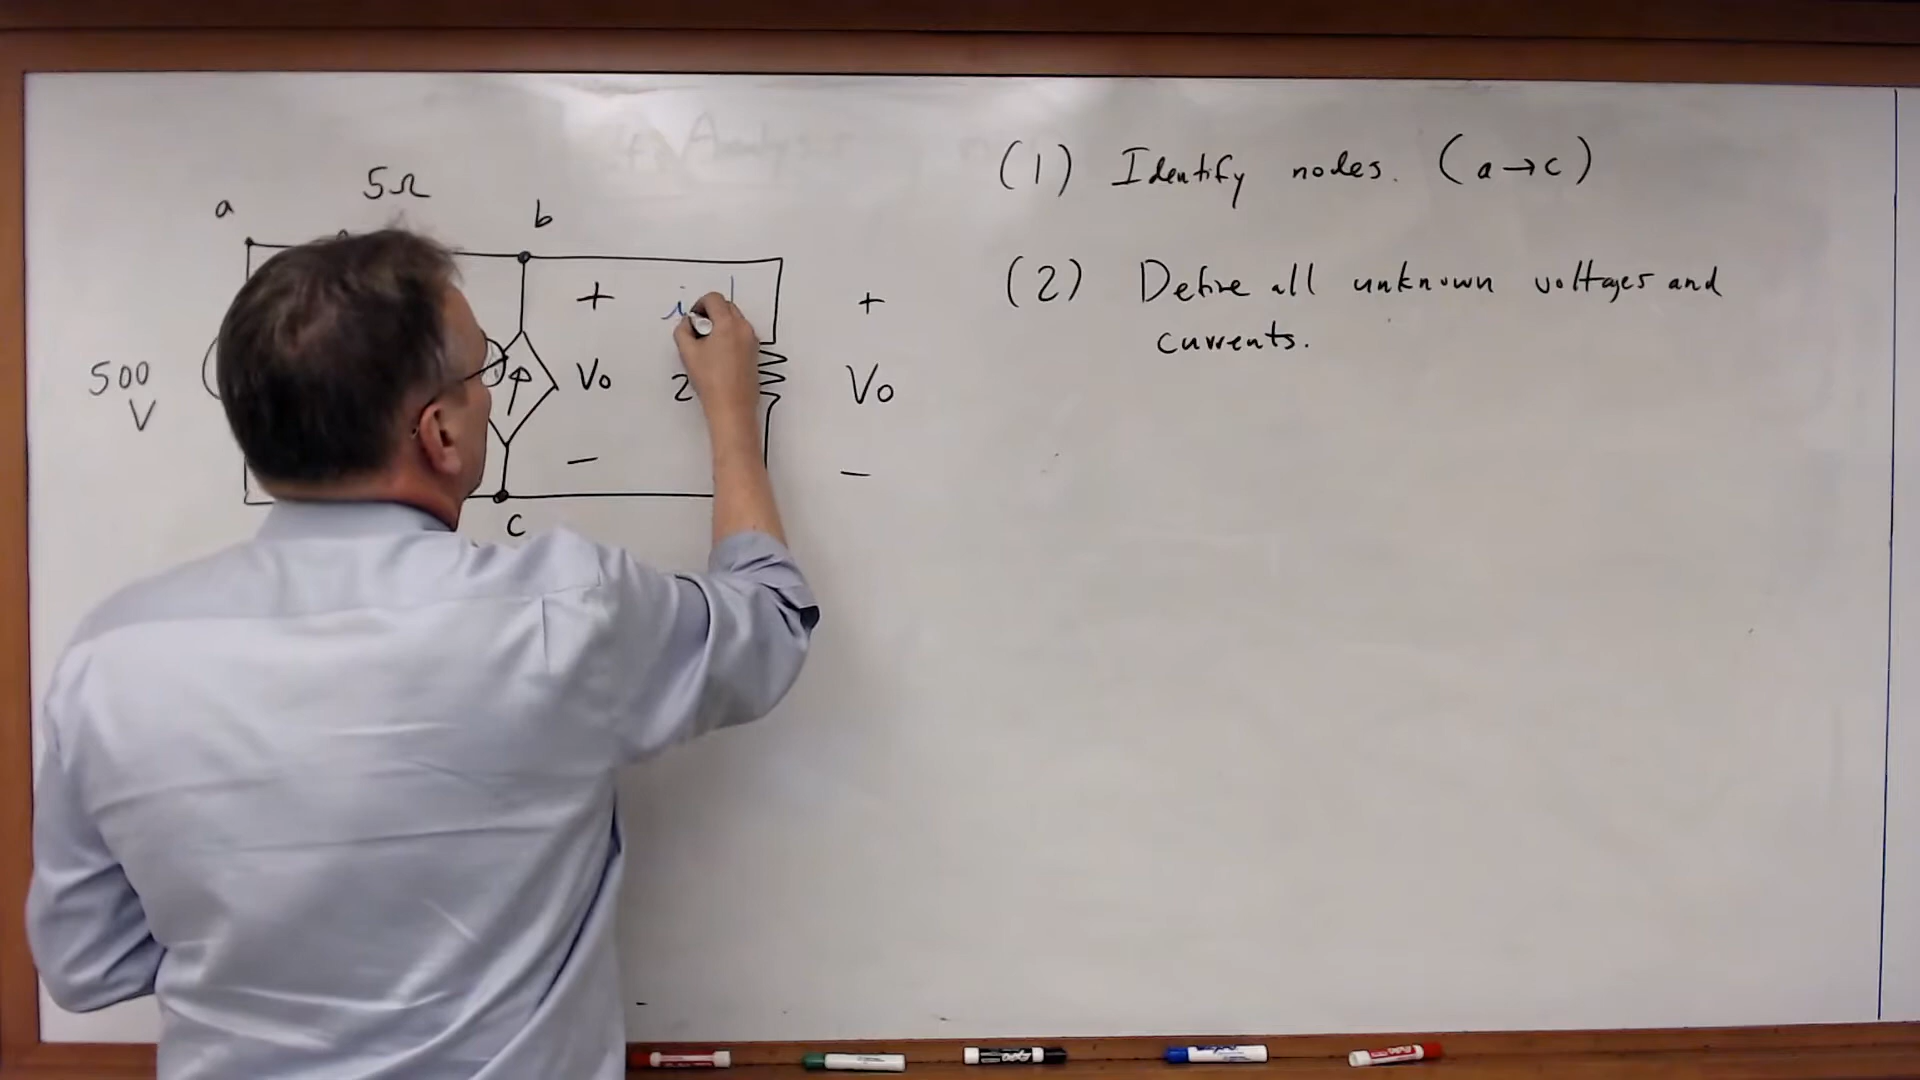 (1) Identify nodes. (a→c)
(2) Define all unknown voltages and
currents.
5Ω
a
b
+
i
+
500
V
Vo
2
Vo
−
−
c